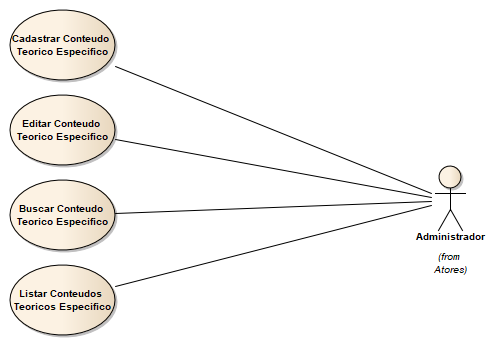 Cadastrar Conteudo
Teorico Especifico
Editar Conteudo
Teorico Especifico
Buscar Conteudo
Teorico Especifico
Listar Conteudos
Teoricos Especifico
Administrador
(from
Atores)